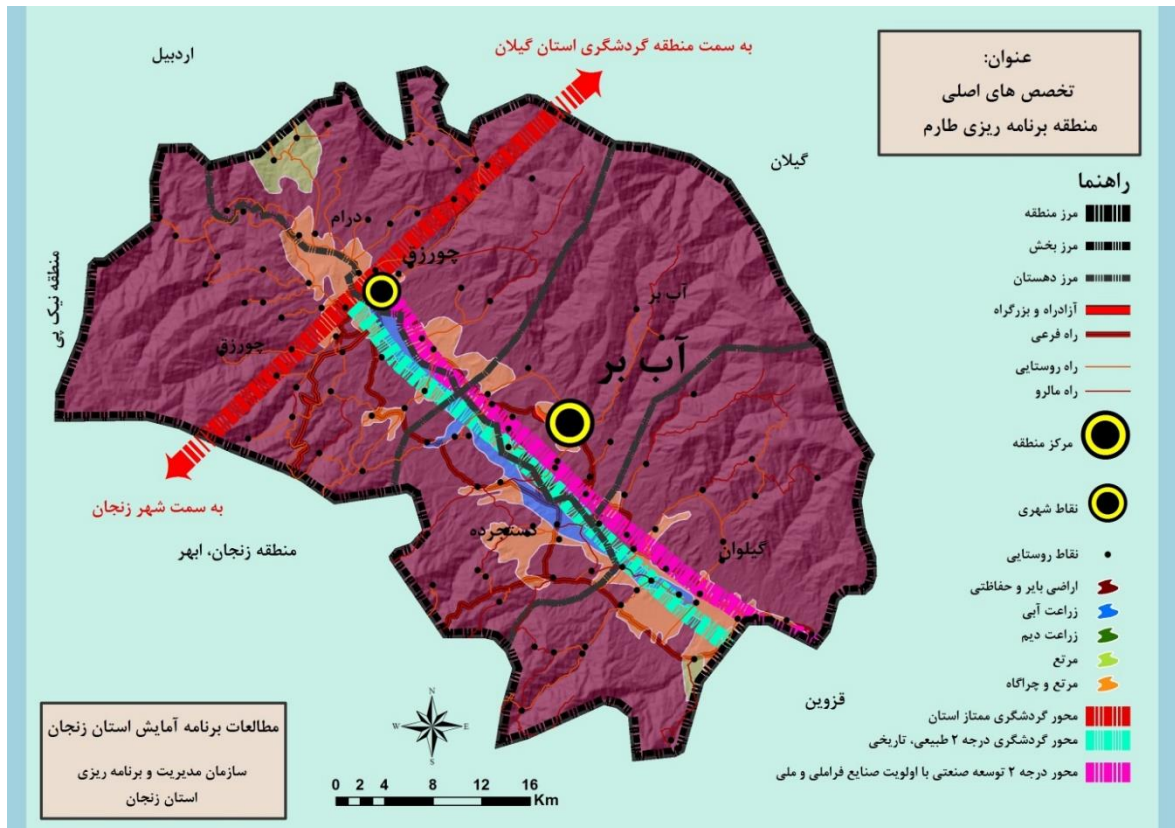 عنوان:
تخصص های اصلی
منطقه برنامه ریزی طارم
به سمت منطقه گردشگری استان گیلان
اردبیل
گیلان
درام
چورزق
منطقه نیک پی
چورزق
آب بر
آب بر
به سمت شهر زنجان
منطقه زنجان، ابهر
دستجرده
گیلوان
قزوین
راهنما
مرز منطقه
مرز بخش
مرز دهستان
آزادراه و بزرگراه
راه فرعی
راه روستایی
راه مالرو
مرکز منطقه
نقاط شهری
نقاط روستایی
اراضی بایر و حفاظتی
زراعت آبی
زراعت دیم
مرتع
مرتع و چراگاه
محور گردشگری ممتاز استان
محور گردشگری درجه ۲ طبیعی، تاریخی
محور درجه ۲ توسعه صنعتی با اولویت صنایع فراملی و ملی
مطالعات برنامه آمایش استان زنجان
سازمان مدیریت و برنامه ریزی
استان زنجان
N
W E
S
0 2 4 8 12 16
Km